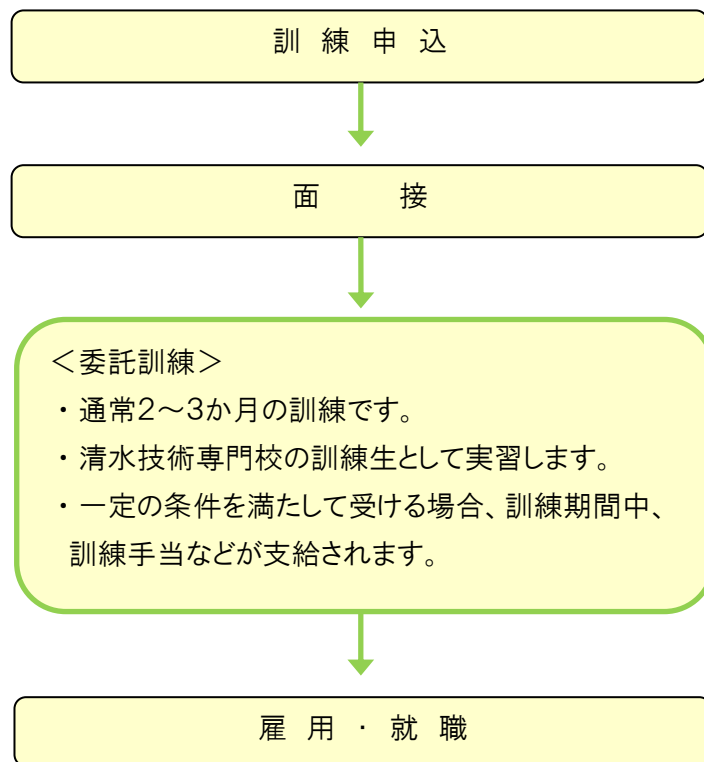 訓 練 申 込
面 接
＜委託訓練＞
・ 通常2～3か月の訓練です。
・ 清水技術専門校の訓練生として実習します。
・ 一定の条件を満たして受ける場合、訓練期間中、
訓練手当などが支給されます。
雇 用 ・ 就 職